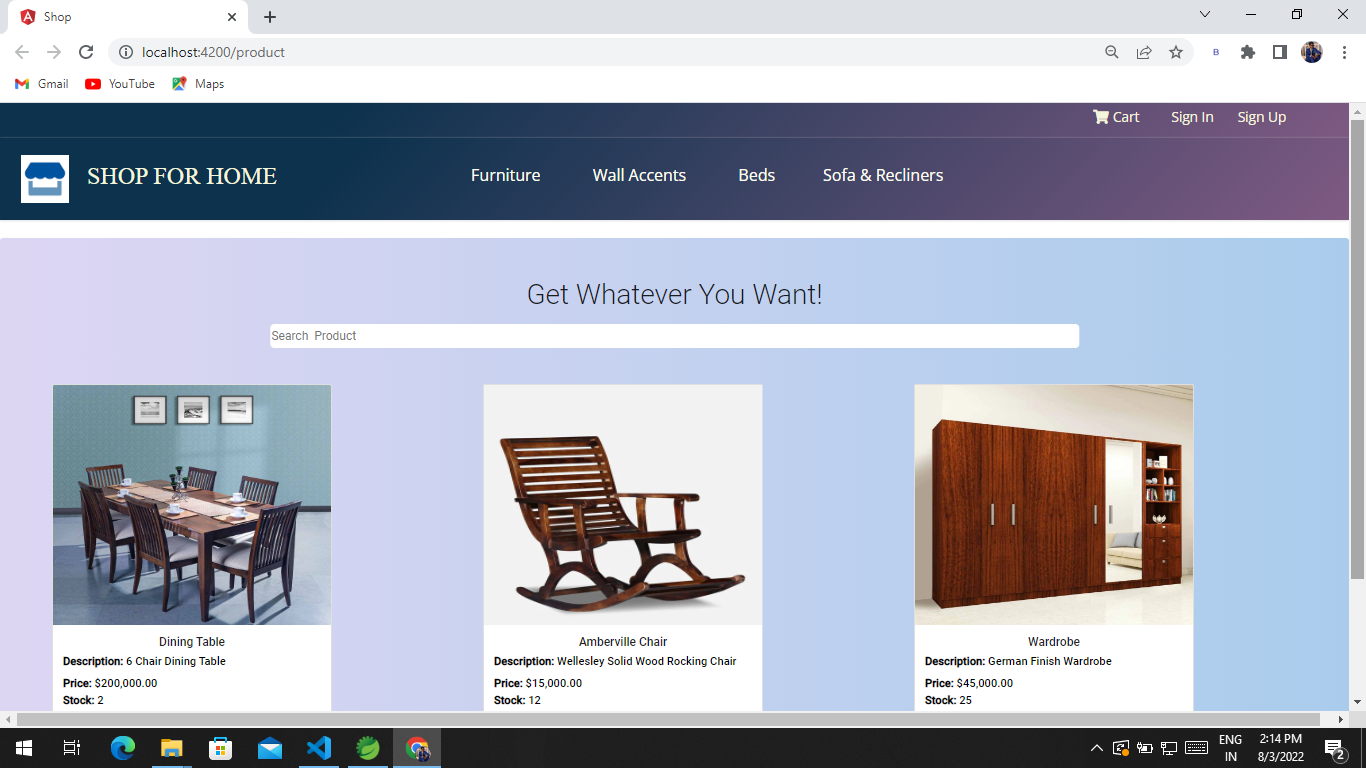 Shop
localhost:4200/product
B
Gmail YouTube Maps
Cart Sign In Sign Up
SHOP FOR HOME Furniture Wall Accents Beds Sofa & Recliners
Get Whatever You Want!
Search Product
Dining Table
Description: 6 Chair Dining Table
Price: $200,000.00
Stock: 2
Amberville Chair
Description: Wellesley Solid Wood Rocking Chair
Price: $15,000.00
Stock: 12
Wardrobe
Description: German Finish Wardrobe
Price: $45,000.00
Stock: 25
ENG
IN
2:14 PM
8/3/2022
2